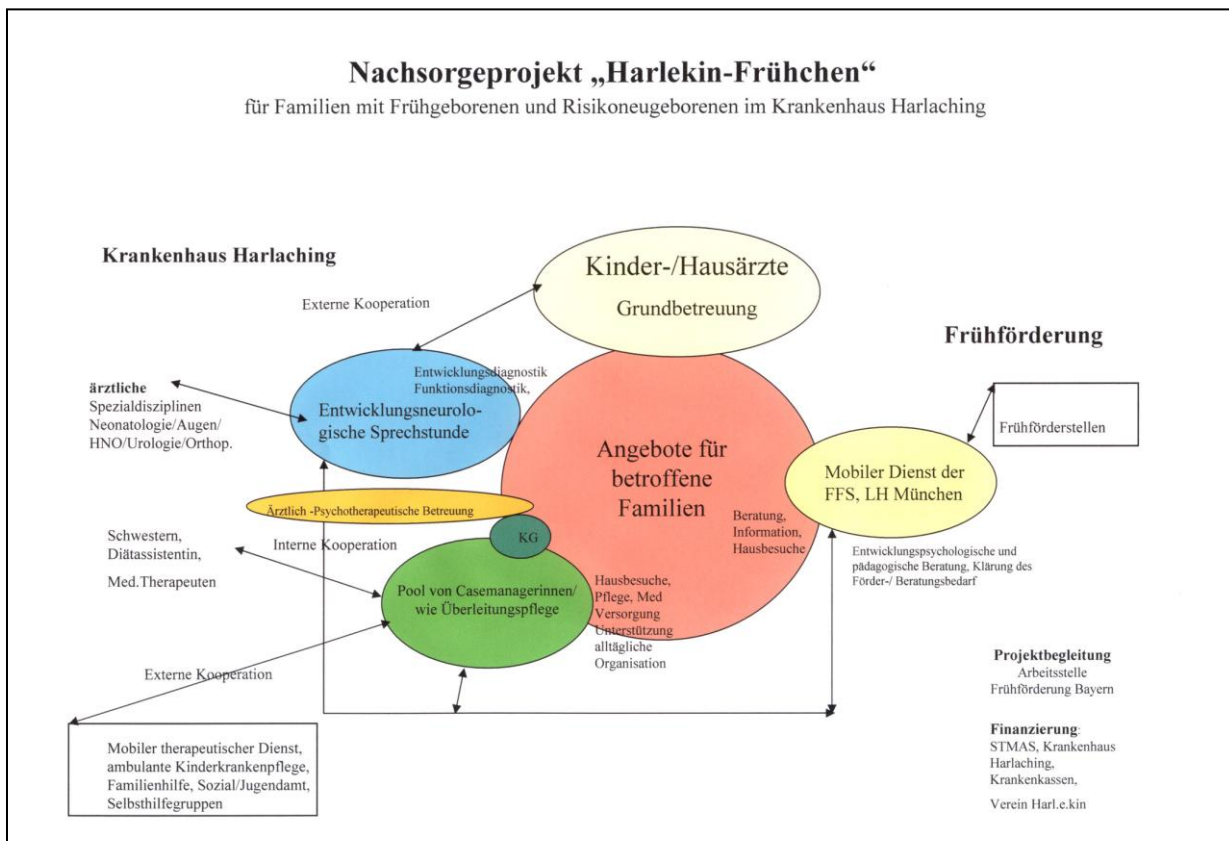 Nachsorgeprojekt „Harlekin-Frühchen“
für Familien mit Frühgeborenen und Risikoneugeborenen im Krankenhaus Harlaching
Krankenhaus Harlaching
Kinder-/Hausärzte
Grundbetreuung
Externe Kooperation
Frühförderung
ärztliche
Spezialdisziplinen
Neonatologie/Augen/
HNO/Urologie/Orthop.
Entwicklungsdiagnostik
Funktionsdiagnostik,
Entwicklungsneurolo-
gische Sprechstunde
Angebote für
betroffene
Familien
Frühförderstellen
Mobiler Dienst der
FFS, LH München
Beratung,
Information,
Hausbesuche
Ärztlich -Psychotherapeutische Betreuung
KG
Schwestern,
Diätassistentin,
Med.Therapeuten
Interne Kooperation
Entwicklungspsychologische und
pädagogische Beratung, Klärung des
Förder-/ Beratungsbedarf
Pool von Casemanagerinnen/
wie Überleitungspflege
Hausbesuche,
Pflege, Med
Versorgung
Unterstützung
alltägliche
Organisation
Externe Kooperation
Projektbegleitung
Arbeitsstelle
Frühförderung Bayern
Mobiler therapeutischer Dienst,
ambulante Kinderkrankenpflege,
Familienhilfe, Sozial/Jugendamt,
Selbsthilfegruppen
Finanzierung:
STMAS, Krankenhaus
Harlaching,
Krankenkassen,
Verein Harl.e.kin